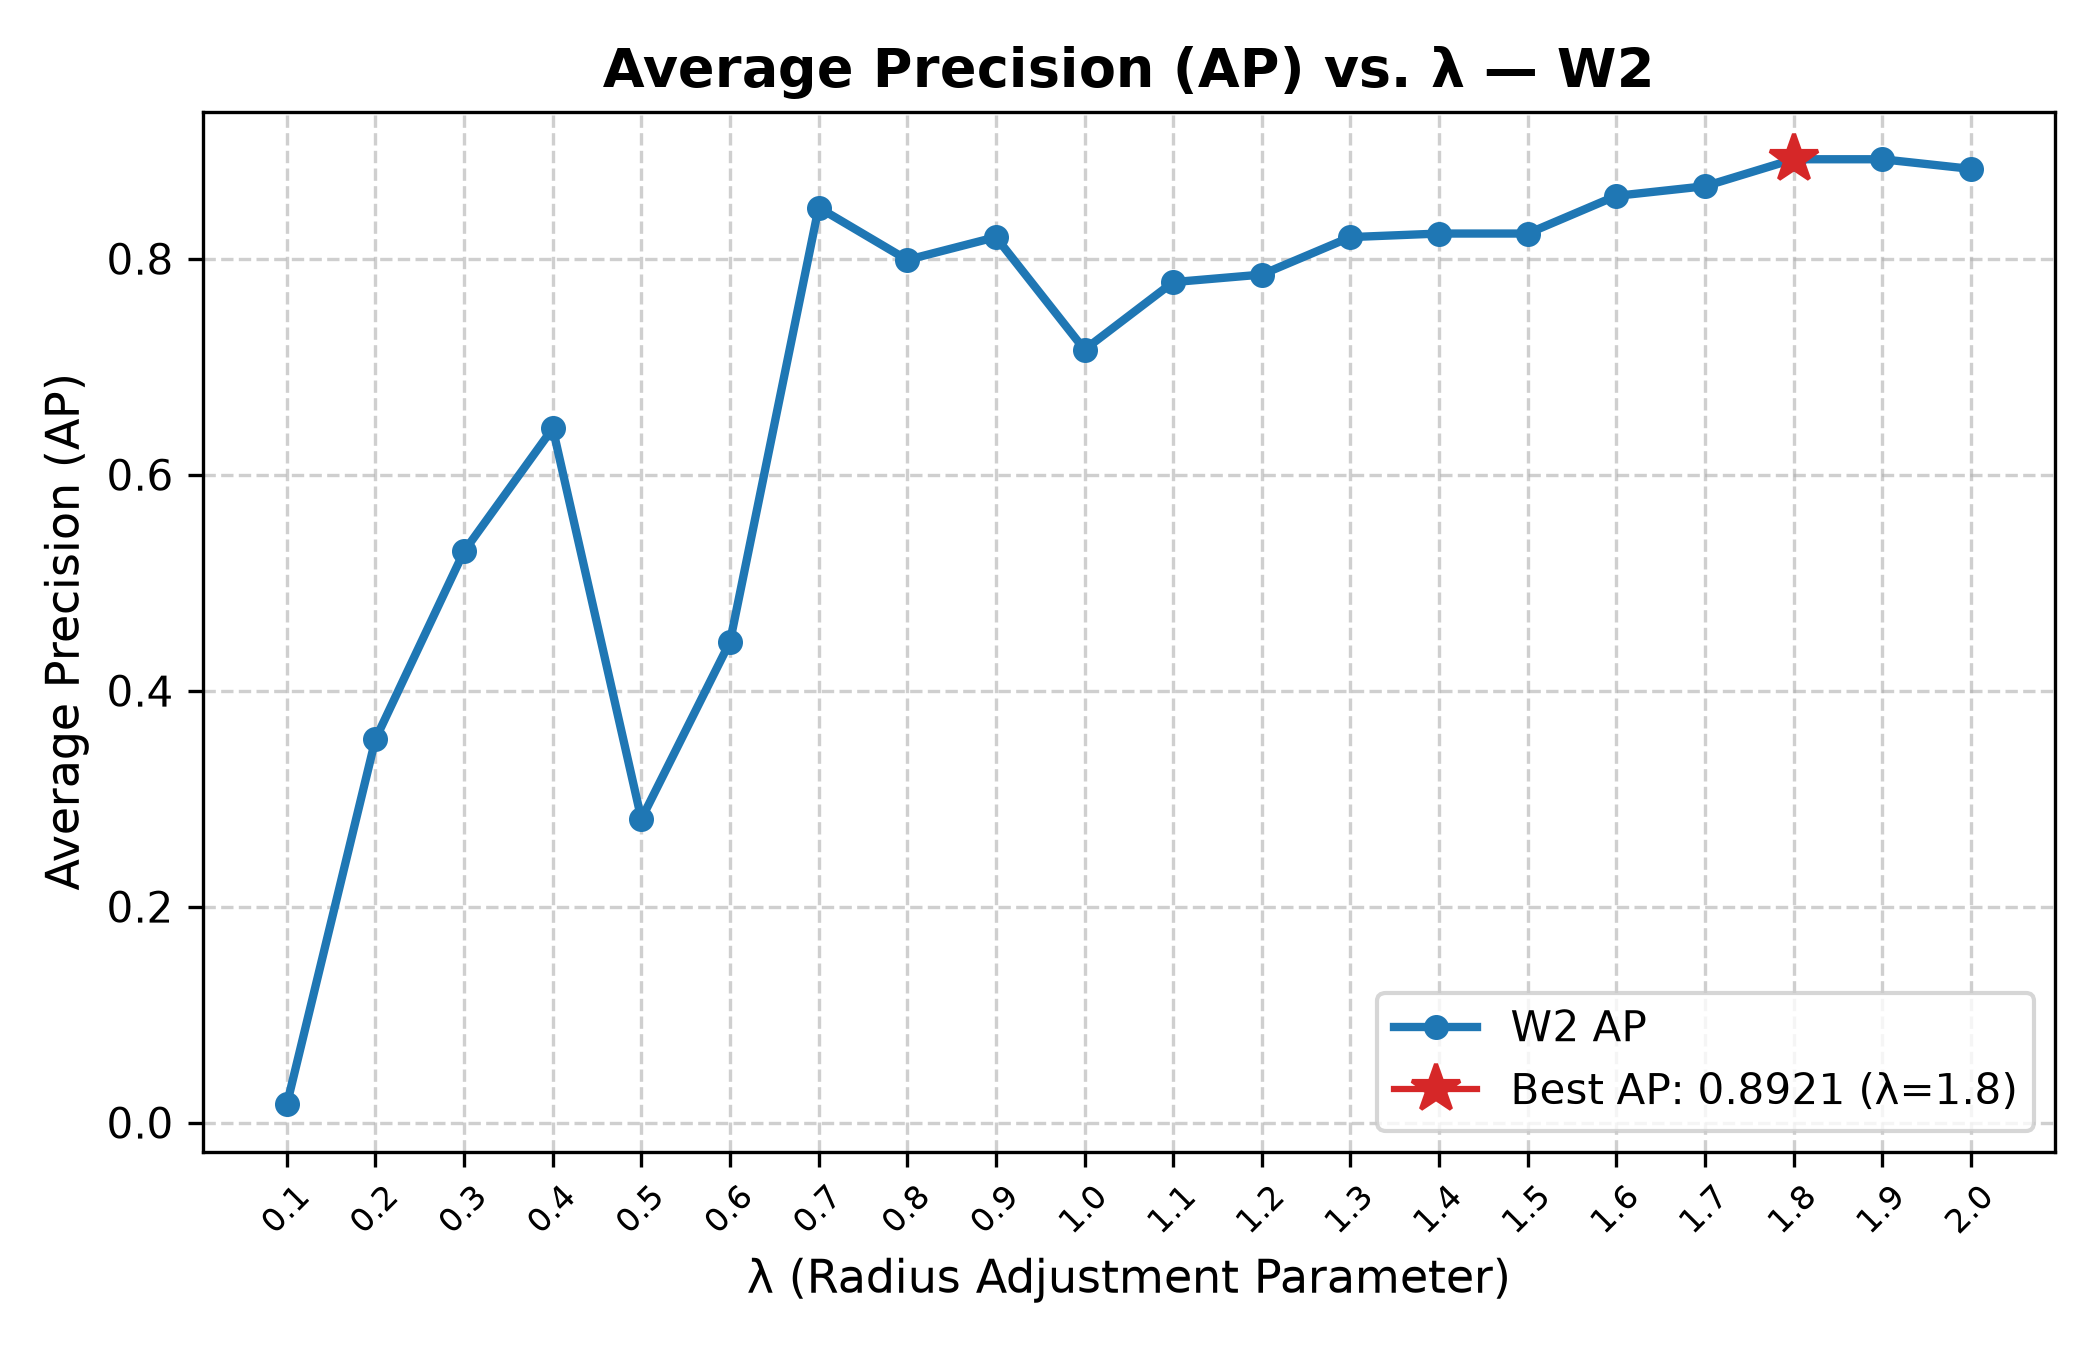 Average Precision (AP) vs. λ — W2
Average Precision (AP)
0.8
0.6
0.4
0.2
0.0
W2 AP
Best AP: 0.8921 (λ=1.8)
0.1 0.2 0.3 0.4 0.5 0.6 0.7 0.8 0.9 1.0 1.1 1.2 1.3 1.4 1.5 1.6 1.7 1.8 1.9 2.0
λ (Radius Adjustment Parameter)